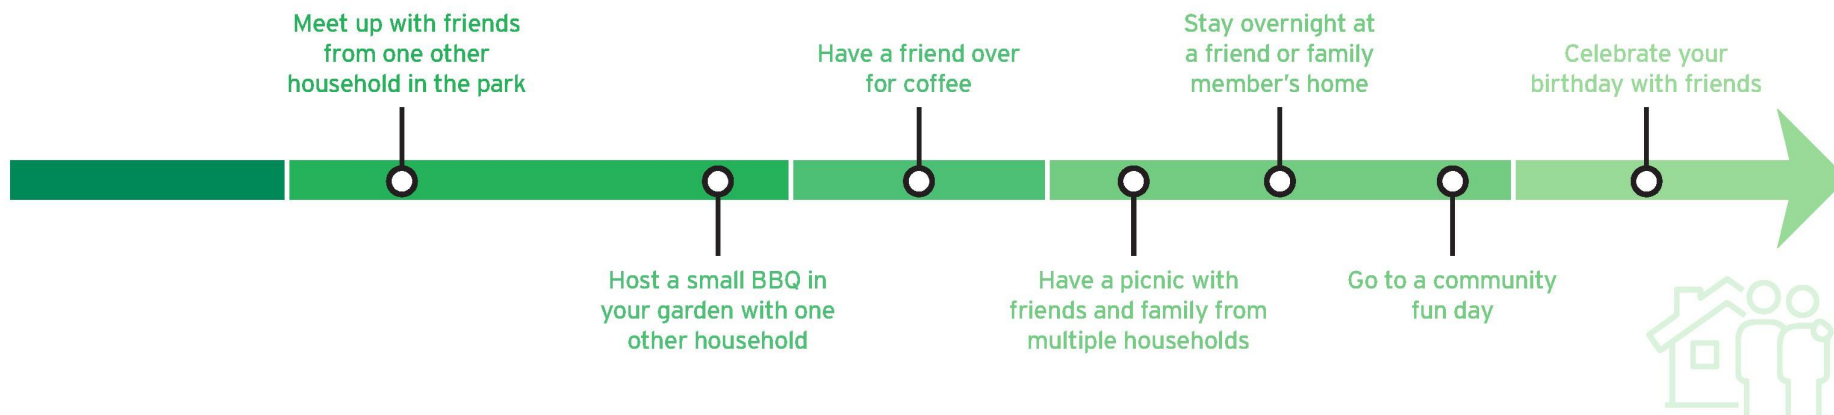 Meet up with friends
from one other
household in the park
Host a small BBQ in
your garden with one
other household
Have a friend over
for coffee
Have a picnic with
friends and family from
multiple households
Stay overnight at
a friend or family
member's home
Go to a community
fun day
Celebrate your
birthday with friends